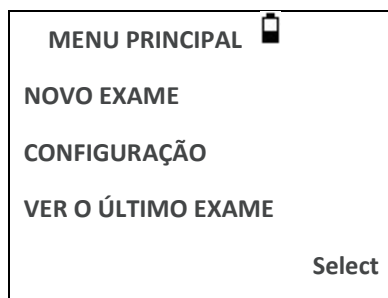 MENU PRINCIPAL
NOVO EXAME
CONFIGURAÇÃO
VER O ÚLTIMO EXAME
Select